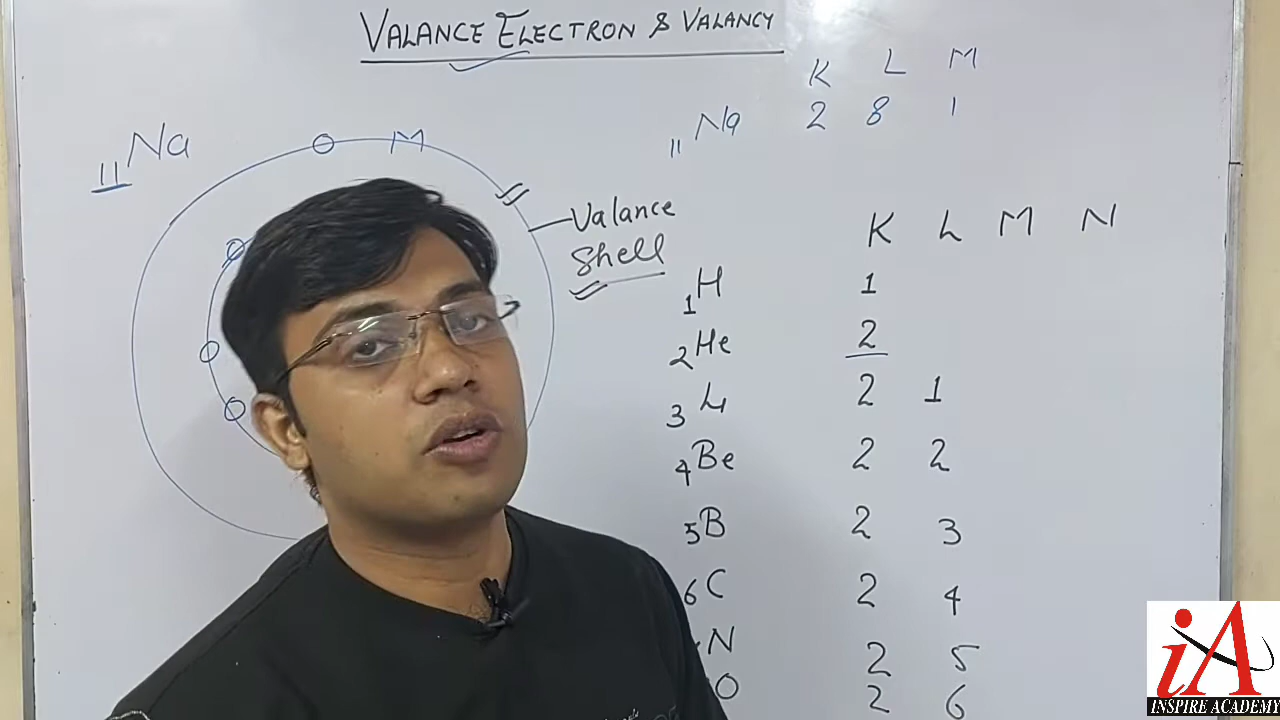 VALANCE ELECTRON & VALANCY
K L M
11Na 2 8 1
11Na
M
Valance
Shell
K L M N
1H 1
2He 2
3Li 2 1
4Be 2 2
5B 2 3
6C 2 4
N 2 5
O 2 6
iA
INSPIRE ACADEMY